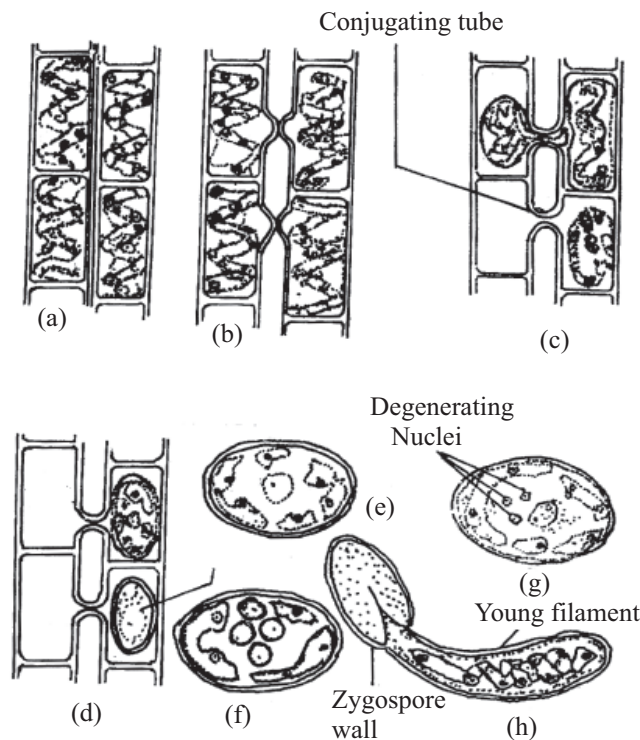 Conjugating tube
(a)
(b)
(c)
Degenerating
Nuclei
(e)
(g)
Young filament
(d)
(f)
Zygospore
wall
(h)